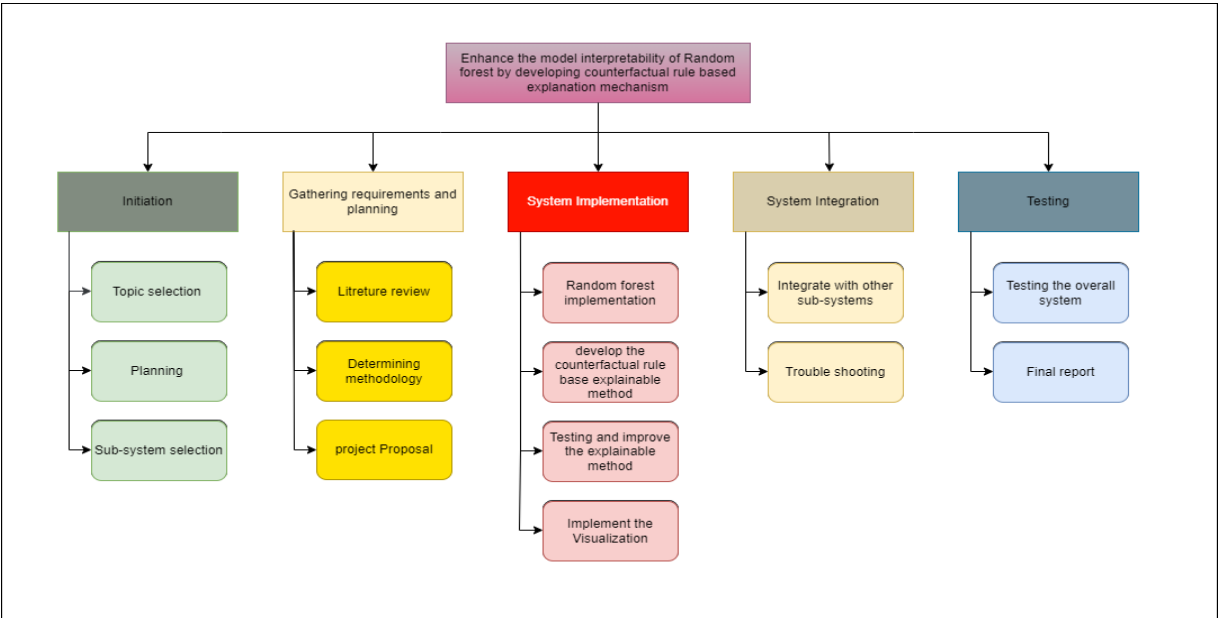 Enhance the model interpretability of Random
forest by developing counterfactual rule based
explanation mechanism
Initiation
Gathering requirements and
planning
System Implementation
System Integration
Testing
Topic selection
Planning
Sub-system selection
Litreture review
Determining
methodology
project Proposal
Random forest
implementation
develop the
counterfactual rule
base explainable
method
Testing and improve
the explainable
method
Implement the
Visualization
Integrate with other
sub-systems
Trouble shooting
Testing the overall
system
Final report